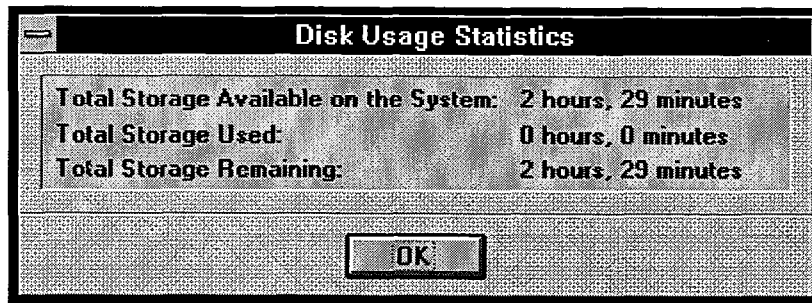 Disk Usage Statistics
Total Storage Available on the System: 2 hours, 29 minutes
Total Storage Used: 0 hours, 0 minutes
Total Storage Remaining: 2 hours, 29 minutes
OK